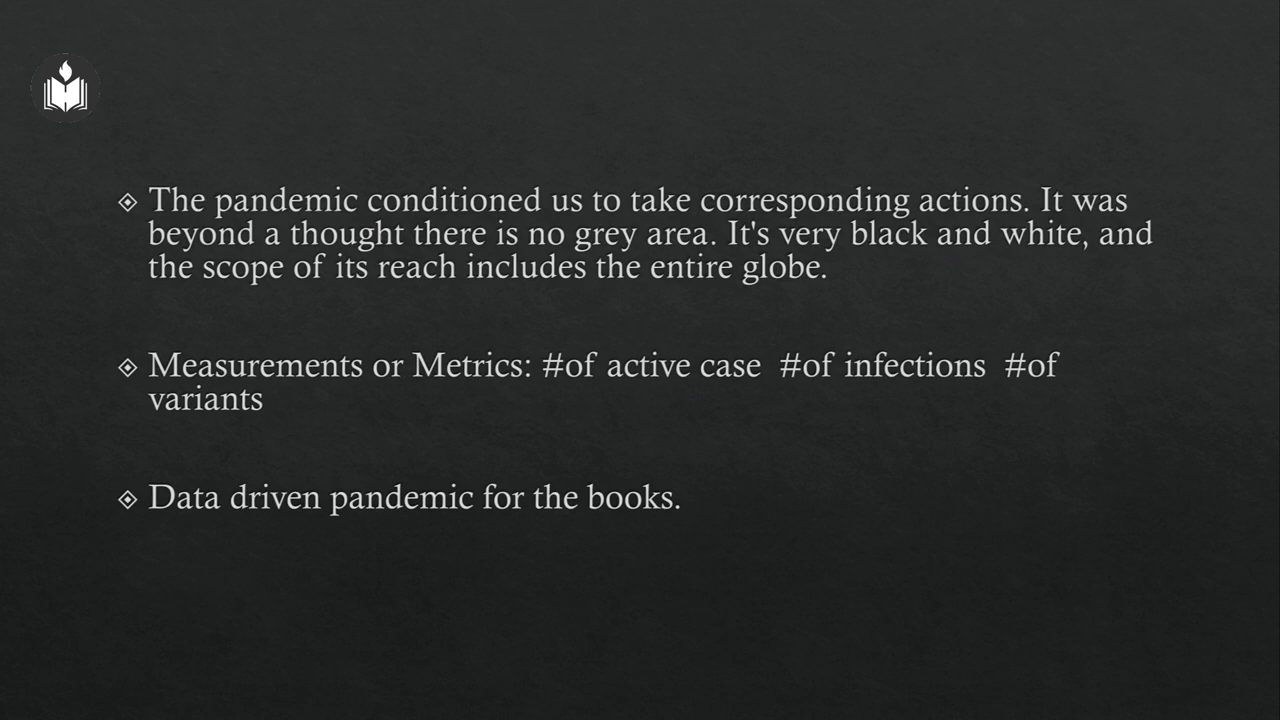 The pandemic conditioned us to take corresponding actions. It was
beyond a thought there is no grey area. It's very black and white, and
the scope of its reach includes the entire globe.
Measurements or Metrics: #of active case  #of infections  #of
variants
Data driven pandemic for the books.